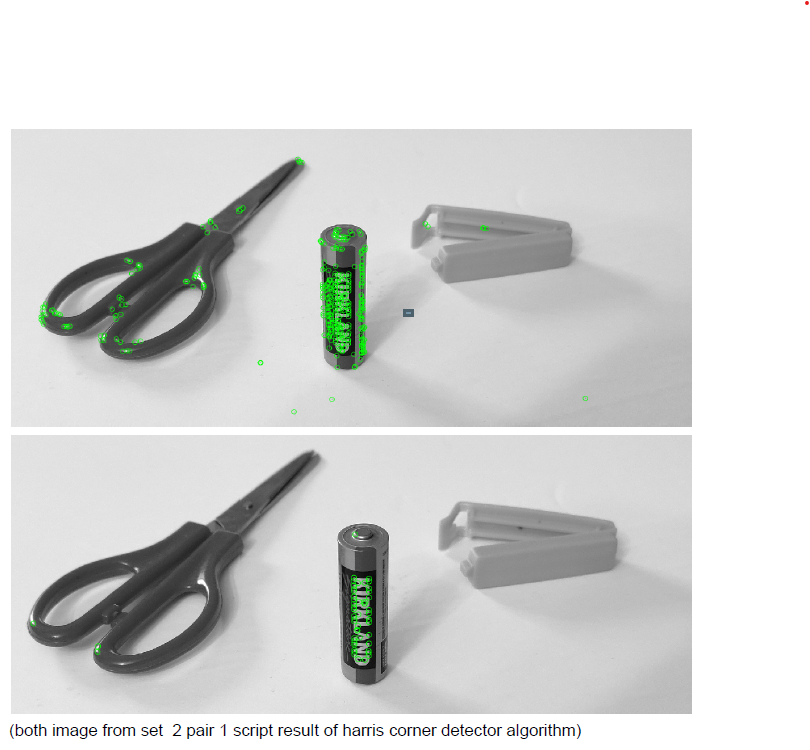 KIRKLAND
KIRKLAND
(both image from set  2 pair 1 script result of harris corner detector algorithm)